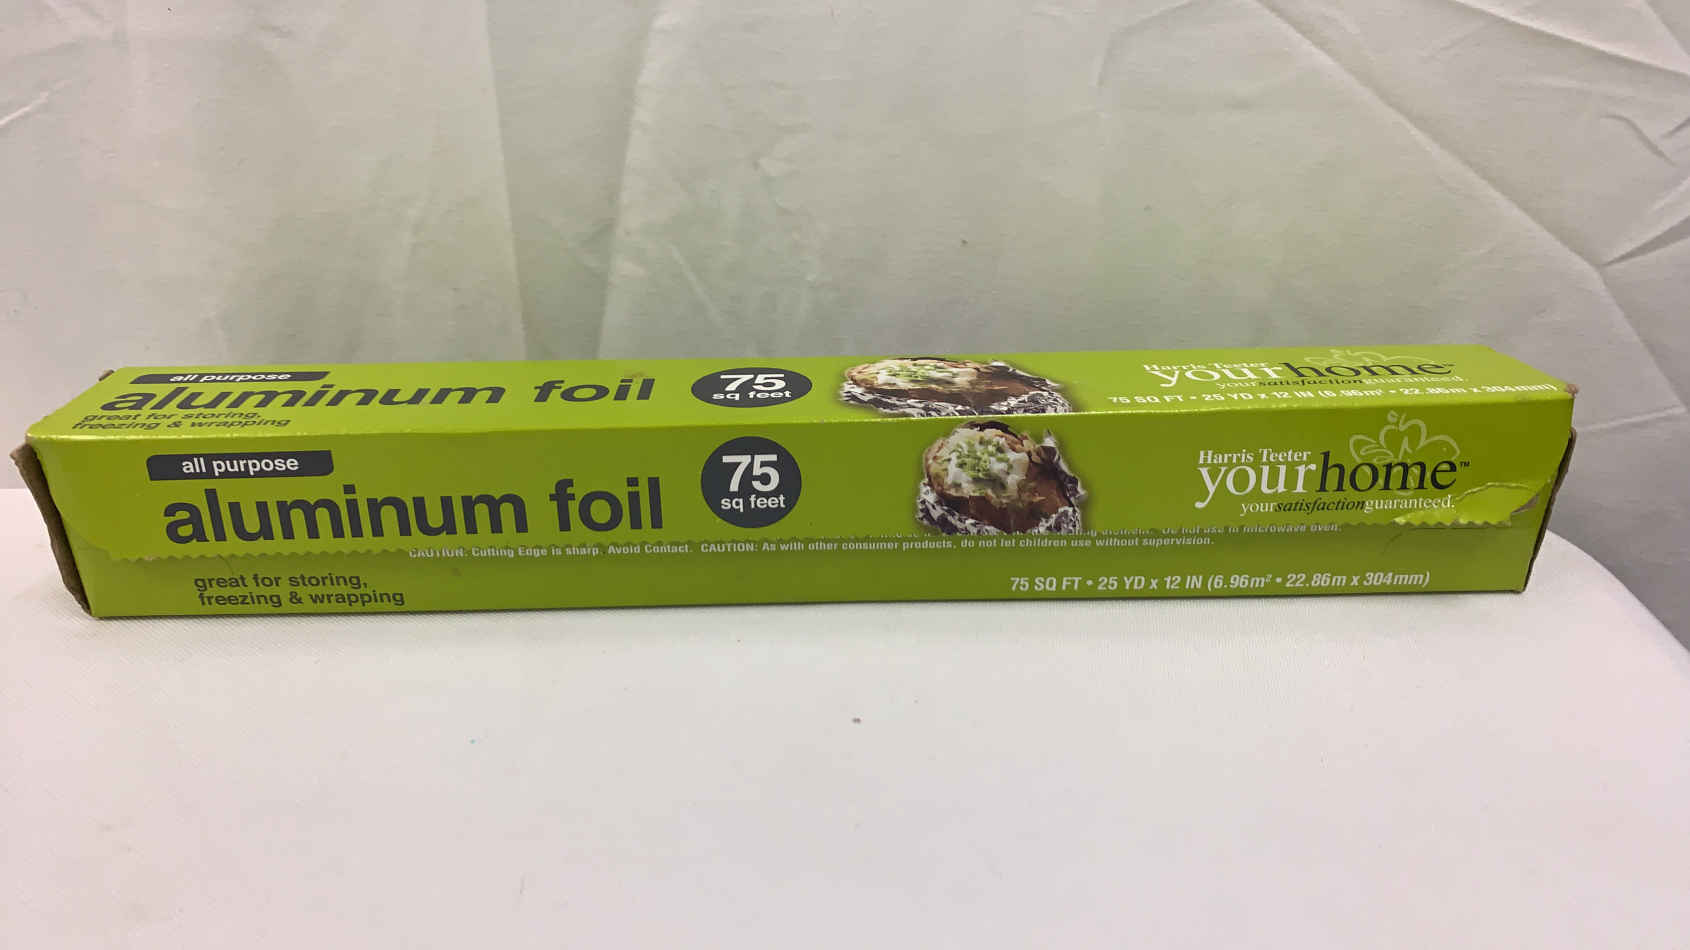 all purpose
aluminum foil
great for storing,
freezing & wrapping
75
sq feet
Harris Teeter
yourhome™
yoursatisfactionguaranteed.
75 SQ FT • 25 YD x 12 IN (6.96m² • 22.86m x 304mm)
all purpose
aluminum foil
75
sq feet
Harris Teeter
yourhome™
yoursatisfactionguaranteed.
Do not use in microwave oven.
CAUTION: Cutting Edge is sharp. Avoid Contact. CAUTION: As with other consumer products, do not let children use without supervision.
great for storing,
freezing & wrapping
75 SQ FT • 25 YD x 12 IN (6.96m² • 22.86m x 304mm)